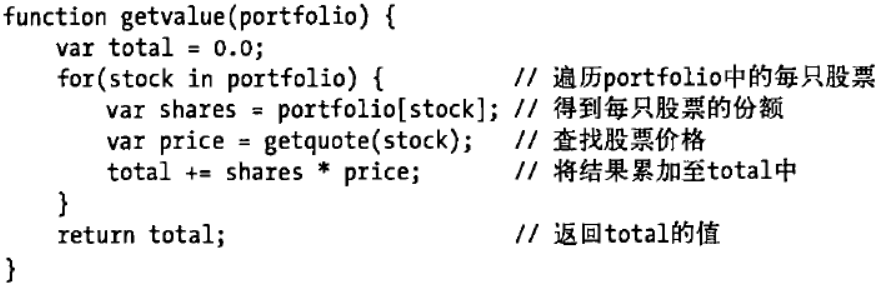 function getvalue(portfolio) {
    var total = 0.0;
    for(stock in portfolio) {          // 遍历portfolio中的每只股票
        var shares = portfolio[stock]; // 得到每只股票的份额
        var price = getquote(stock);   // 查找股票价格
        total += shares * price;       // 将结果累加至total中
    }
    return total;                      // 返回total的值
}